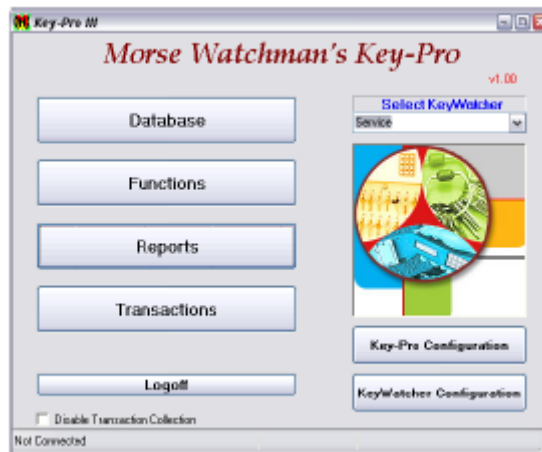 Key-Pro III
Morse Watchman's Key-Pro
v1.00
Database
Functions
Reports
Transactions
Logoff
Disable Transaction Collection
Select KeyWatcher
Service
Key-Pro Configuration
KeyWatcher Configuration
Not Connected